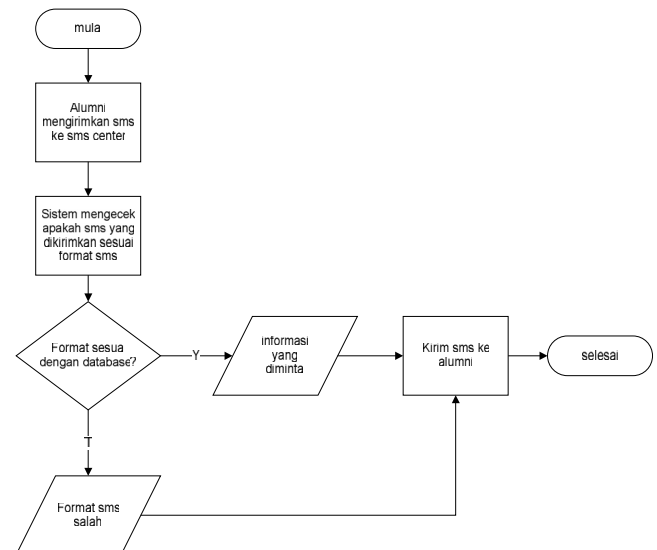 mula
Alumni
mengirimkan sms
ke sms center
Sistem mengecek
apakah sms yang
dikirimkan sesuai
format sms
Format sesua
dengan database?
Y
informasi
yang
diminta
Kirim sms ke
alumni
selesai
T
Format sms
salah